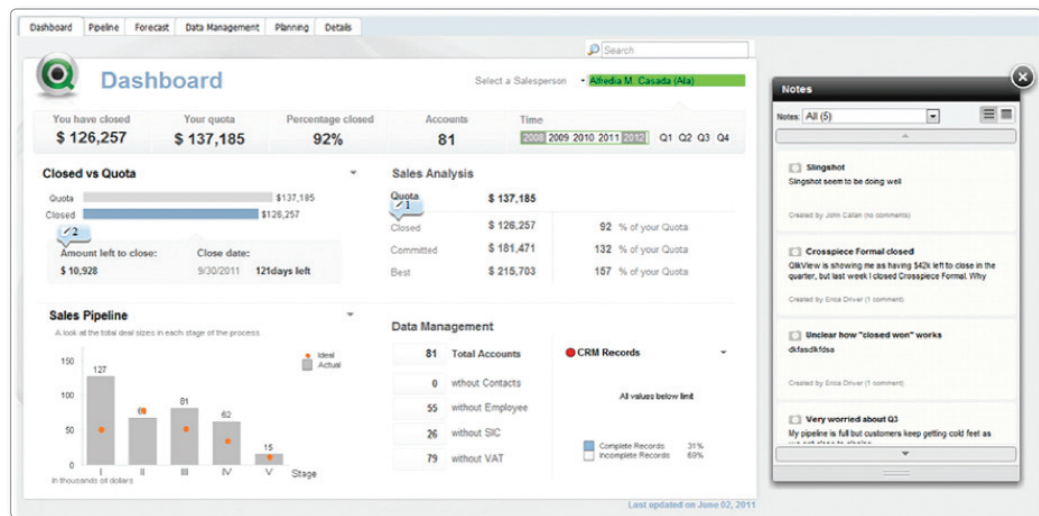 Dashboard Pipeline Forecast Data Management Planning Details
Search
Dashboard
Select a Salesperson Alfredia M. Casada (Ala)
You have closed Your quota Percentage closed Accounts Time
$ 126,257 $ 137,185 92% 81 2008 2009 2010 2011 2012 Q1 Q2 Q3 Q4
Closed vs Quota
Quota $137,185
Closed $126,257
2
Amount left to close: Close date:
$ 10,928 9/30/2011 121days left
Sales Analysis
Quota $ 137,185
1
Closed $ 126,257 92 % of your Quota
Committed $ 181,471 132 % of your Quota
Best $ 215,703 157 % of your Quota
Sales Pipeline
A look at the total deal sizes in each stage of the process.
Ideal
Actual
150
127
100
81
62
50
15
0
I II III IV V Stage
In thousands of dollars
Data Management
81 Total Accounts
0 wthout Contacts
55 without Employee
26 without SIC
79 without VAT
CRM Records
All values below limit
Complete Records 31%
Incomplete Records 69%
Last updated on June 02, 2011
Notes
Notes: All (5)
Slingshot
Slingshot seem to be doing well
Created by John Callan (no comments)
Crosspiece Formal closed
QlikView is showing me as having $42k left to close in the
quarter, but last week I closed Crosspiece Formal. Why
Created by Erica Driver (1 comment)
Unclear how "closed won" works
dkfasdlkfdsa
Created by Erica Driver (1 comment)
Very worried about Q3
My pipeline is full but customers keep getting cold feet as